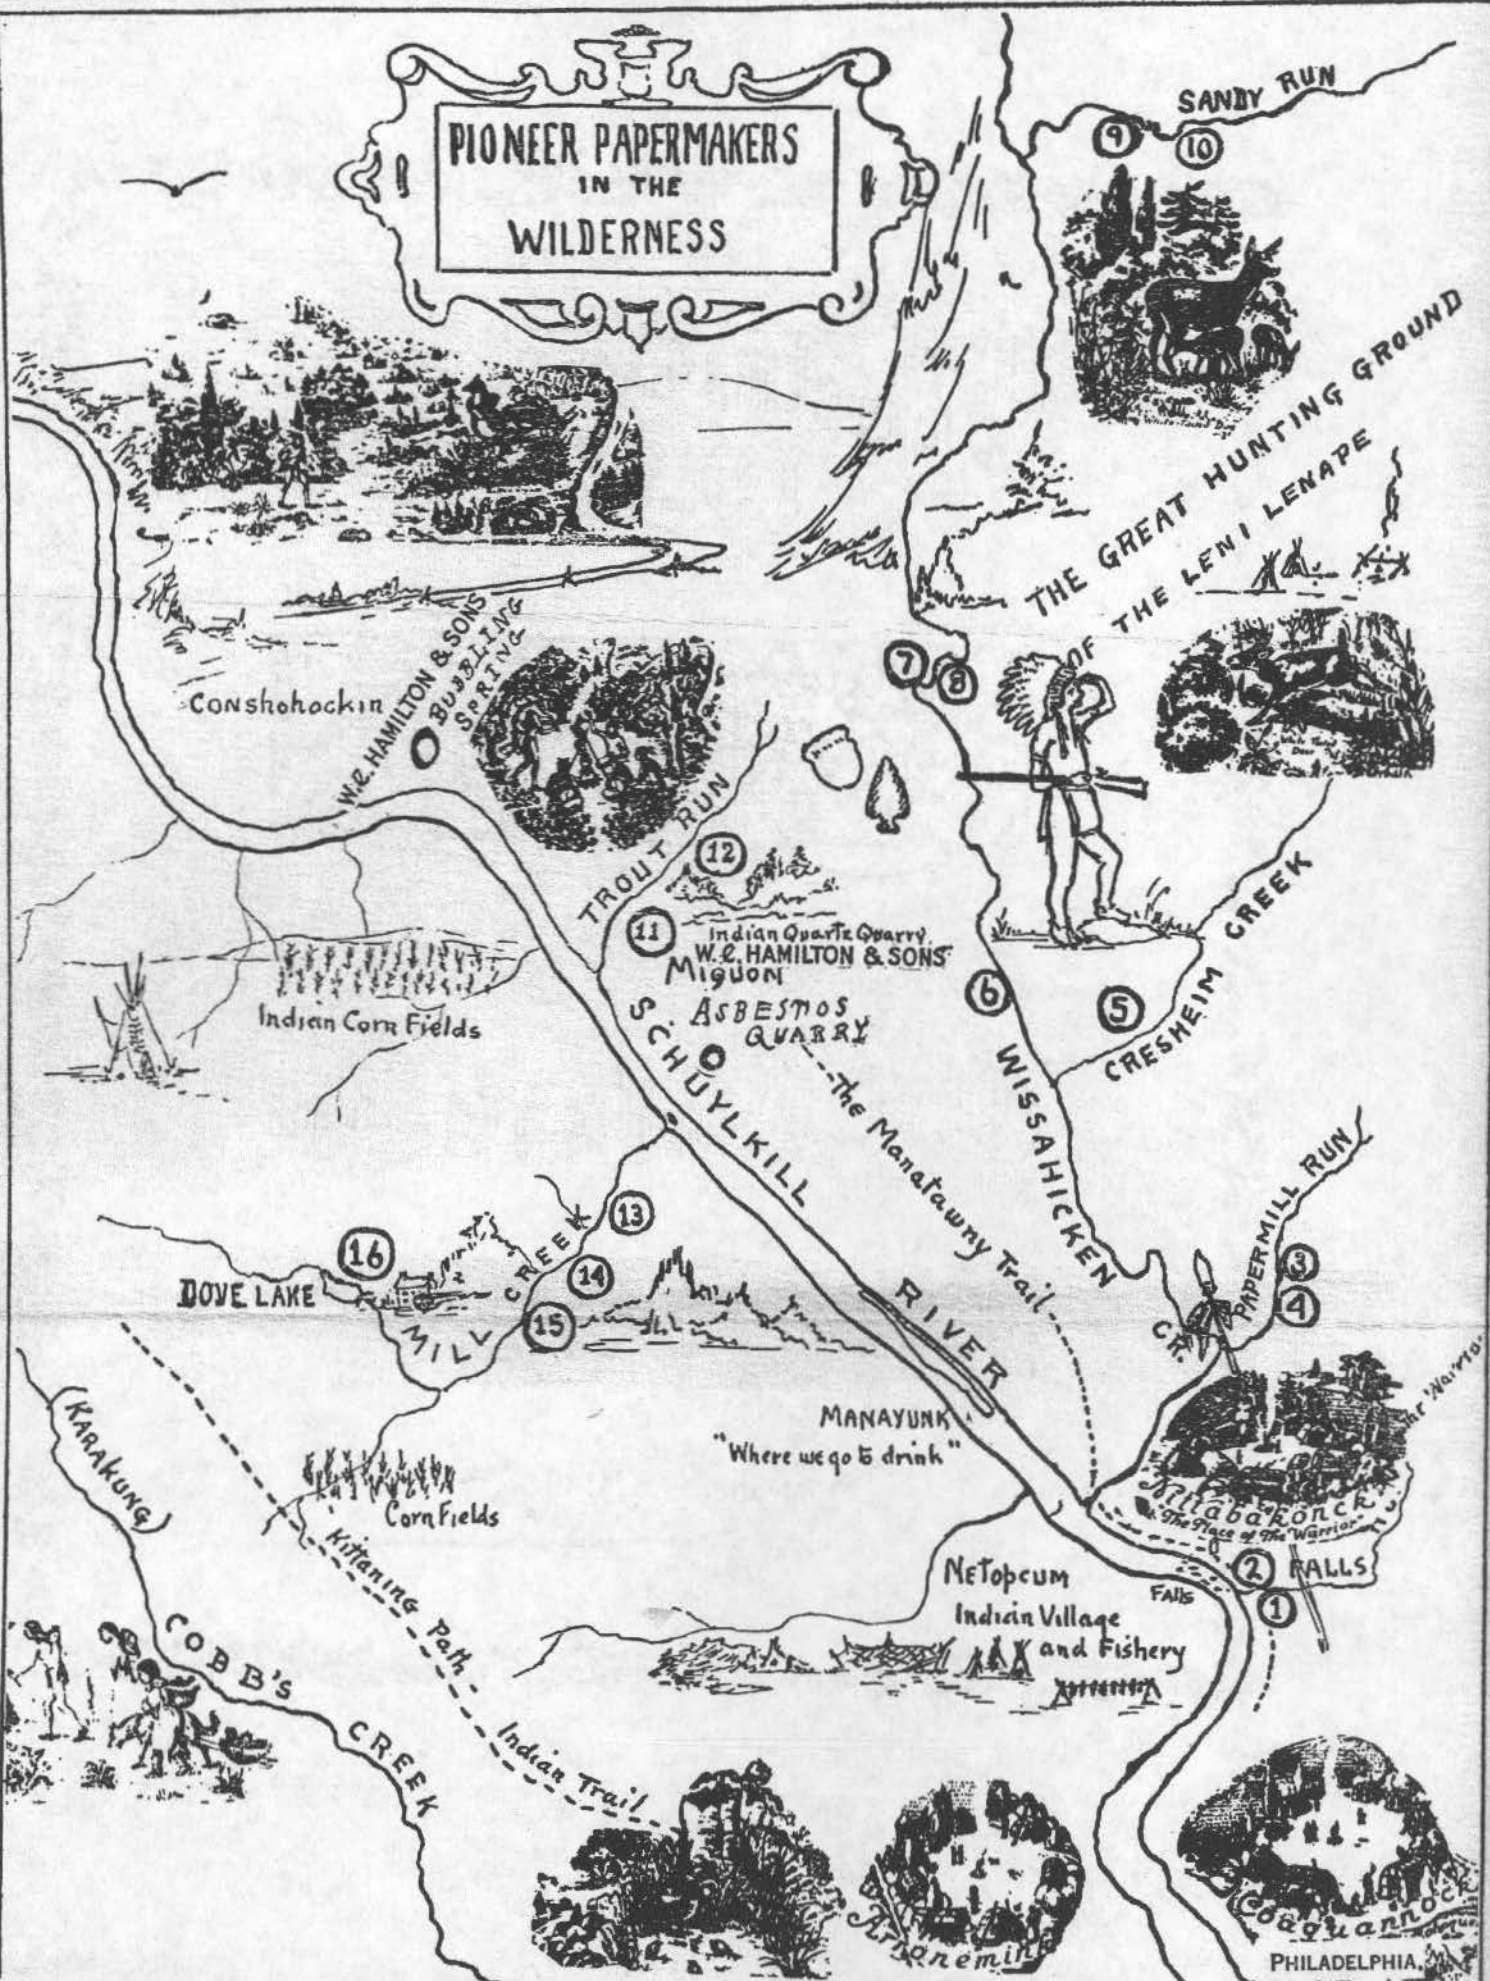 PIONEER PAPERMAKERS
IN THE
WILDERNESS
SANDY RUN
9
10
THE GREAT HUNTING GROUND
OF THE LENI LENAPE
7
8
Conshohockin
W.C. HAMILTON & SONS
BUBBLING
SPRING
TROUT RUN
12
11
Indian Quartz Quarry
W.C. HAMILTON & SONS
Miquon
ASBESTOS
QUARRY
Indian Corn Fields
6
5
CRESHEIM CREEK
SCHUYLKILL RIVER
The Manatawny Trail
WISSAHICKEN CR.
PAPERMILL RUN
3
4
13
14
15
16
DOVE LAKE
MILL CREEK
MANAYUNK
"Where we go to drink"
(KARAKUNG)
COBB's CREEK
Corn Fields
Kittaning Path
Indian Trail
"The Place of The Warrior"
2
FALLS
1
Falls
Netopcum
Indian Village
and Fishery
Coaquannock
PHILADELPHIA,